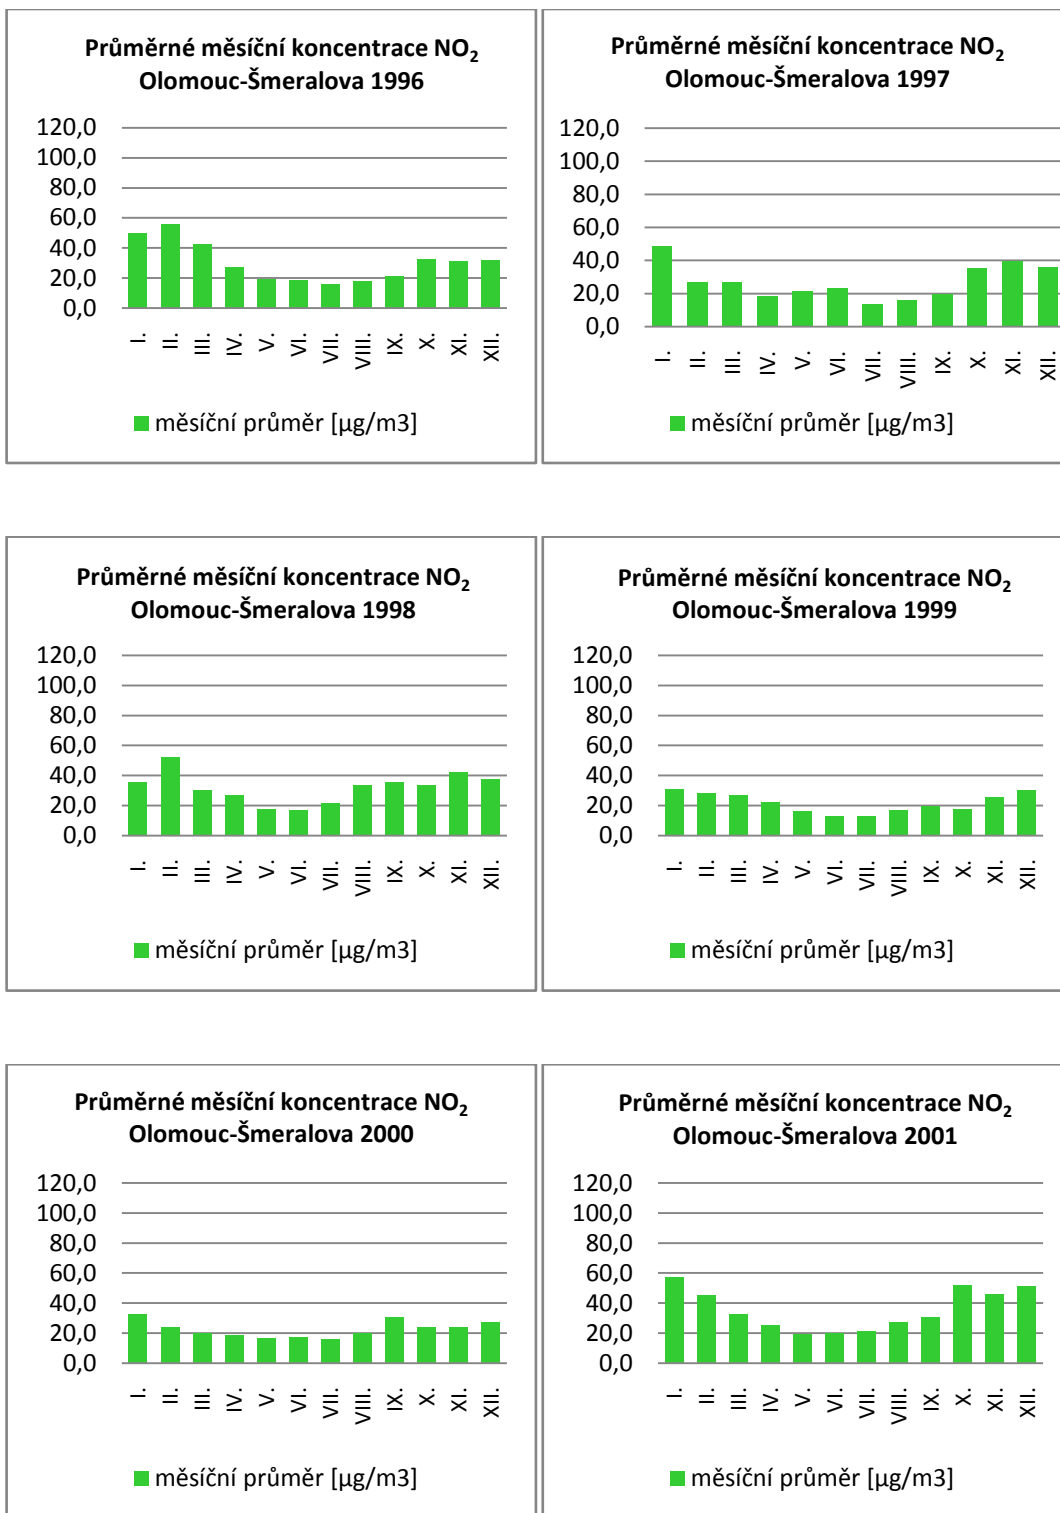 Průměrné měsíční koncentrace NO₂
Olomouc-Šmeralova 1996
120,0
100,0
80,0
60,0
40,0
20,0
0,0
I.
II.
III.
IV.
V.
VI.
VII.
VIII.
IX.
X.
XI.
XII.
měsíční průměr [µg/m3]
Průměrné měsíční koncentrace NO₂
Olomouc-Šmeralova 1997
120,0
100,0
80,0
60,0
40,0
20,0
0,0
I.
II.
III.
IV.
V.
VI.
VII.
VIII.
IX.
X.
XI.
XII.
měsíční průměr [µg/m3]
Průměrné měsíční koncentrace NO₂
Olomouc-Šmeralova 1998
120,0
100,0
80,0
60,0
40,0
20,0
0,0
I.
II.
III.
IV.
V.
VI.
VII.
VIII.
IX.
X.
XI.
XII.
měsíční průměr [µg/m3]
Průměrné měsíční koncentrace NO₂
Olomouc-Šmeralova 1999
120,0
100,0
80,0
60,0
40,0
20,0
0,0
I.
II.
III.
IV.
V.
VI.
VII.
VIII.
IX.
X.
XI.
XII.
měsíční průměr [µg/m3]
Průměrné měsíční koncentrace NO₂
Olomouc-Šmeralova 2000
120,0
100,0
80,0
60,0
40,0
20,0
0,0
I.
II.
III.
IV.
V.
VI.
VII.
VIII.
IX.
X.
XI.
XII.
měsíční průměr [µg/m3]
Průměrné měsíční koncentrace NO₂
Olomouc-Šmeralova 2001
120,0
100,0
80,0
60,0
40,0
20,0
0,0
I.
II.
III.
IV.
V.
VI.
VII.
VIII.
IX.
X.
XI.
XII.
měsíční průměr [µg/m3]